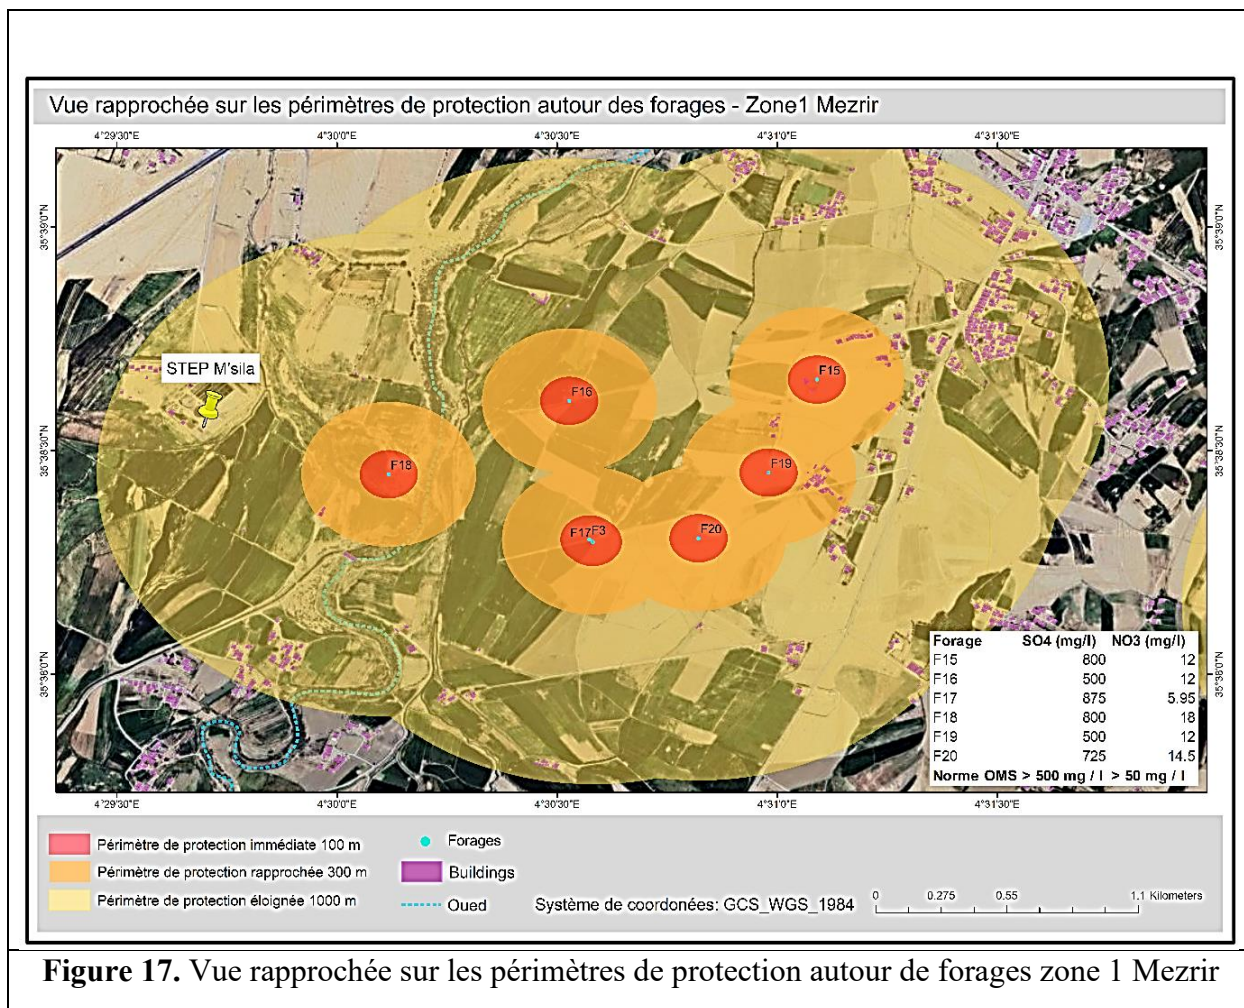 Vue rapprochée sur les périmètres de protection autour des forages - Zone1 Mezrir
4°29'30"E 4°30'0"E 4°30'30"E 4°31'0"E 4°31'30"E
35°39'0"N 35°39'0"N
STEP M'sila
F15
F16
35°38'30"N 35°38'30"N
F18
F19
F17 F3
F20
35°38'0"N 35°38'0"N
Forage SO4 (mg/l) NO3 (mg/l)
F15 800 12
F16 500 12
F17 875 5.95
F18 800 18
F19 500 12
F20 725 14.5
Norme OMS > 500 mg / l > 50 mg / l
4°29'30"E 4°30'0"E 4°30'30"E 4°31'0"E 4°31'30"E
Périmètre de protection immédiate 100 m
Périmètre de protection rapprochée 300 m
Périmètre de protection éloignée 1000 m
Forages
Buildings
Oued
Système de coordonées: GCS_WGS_1984
0 0.275 0.55 1.1 Kilometers
Figure 17. Vue rapprochée sur les périmètres de protection autour de forages zone 1 Mezrir